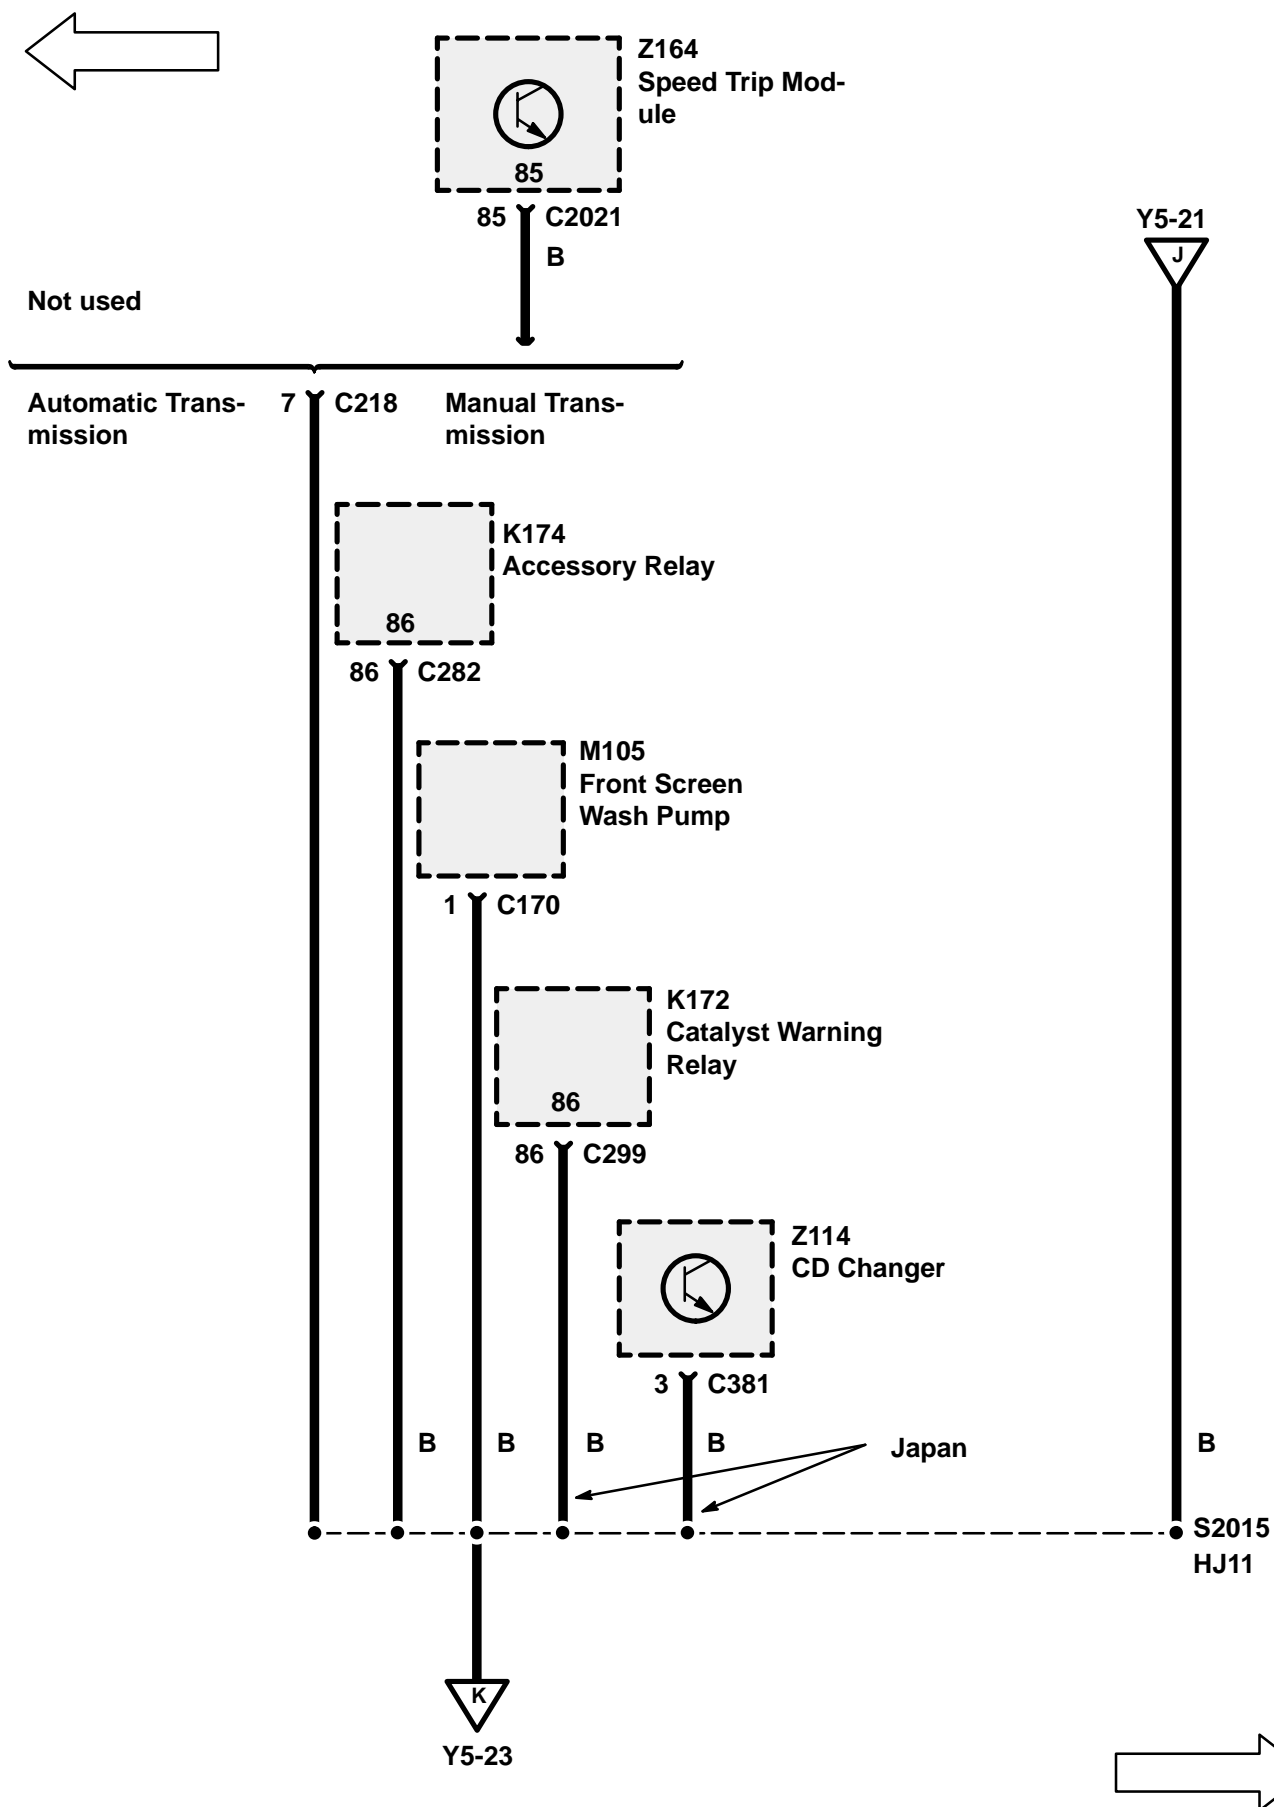 Z164
Speed Trip Mod-
ule
85
85 C2021
B
Y5-21
J
Not used
Automatic Trans-
mission
7 C218
Manual Trans-
mission
K174
Accessory Relay
86
86 C282
M105
Front Screen
Wash Pump
1 C170
K172
Catalyst Warning
Relay
86
86 C299
Z114
CD Changer
3 C381
B B B B Japan B
S2015
HJ11
K
Y5-23